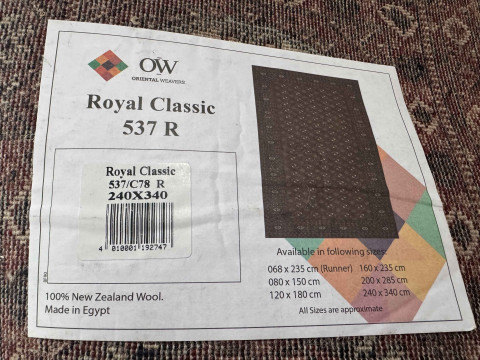 OW
ORIENTAL WEAVERS
Royal Classic
537 R
Royal Classic
537/C78 R
240X340
4 010001 192747
Available in following sizes:
068 x 235 cm (Runner) 160 x 235 cm
080 x 150 cm 200 x 285 cm
120 x 180 cm 240 x 340 cm
All Sizes are approximate
100% New Zealand Wool.
Made in Egypt